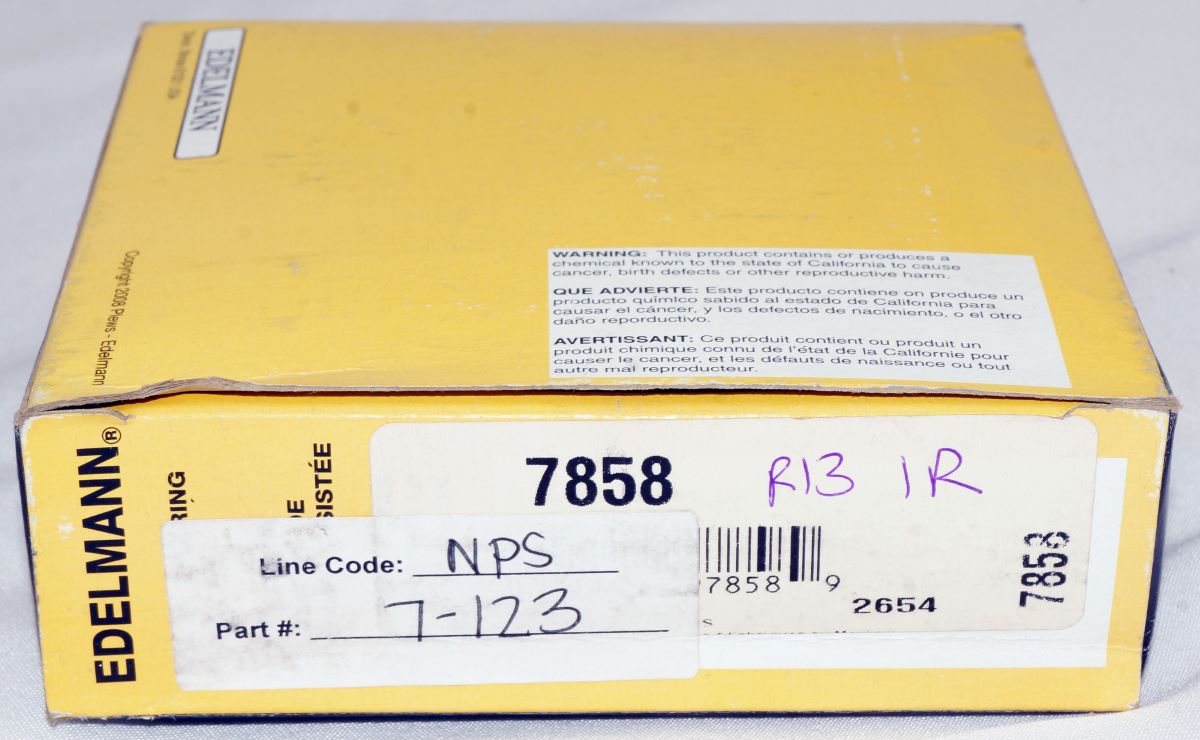 EDELMANN
Copyright 2008 Plews - Edelmann
WARNING: This product contains or produces a
chemical known to the state of California to cause
cancer, birth defects or other reproductive harm.
QUE ADVIERTE: Este producto contiene on produce un
producto químico sabido al estado de California para
causar el cáncer, y los defectos de nacimiento, o el otro
daño reporductivo.
AVERTISSANT: Ce produit contient ou produit un
produit chimique connu de l'état de la Californie pour
causer le cancer, et les défauts de naissance ou tout
autre mal reproducteur.
EDELMANN®
RING
DE
SISTÉE
7858
R13 1R
Line Code: NPS
Part #: 7-123
7858 9
2654
7858